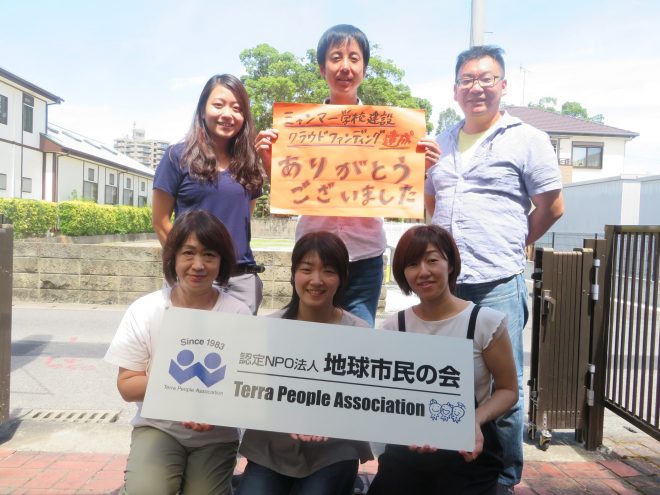 ミャンマー学校建設
クラウドファンディング達成
ありがとう
ございました
Since 1983
Terra People Association
認定NPO法人 地球市民の会
Terra People Association